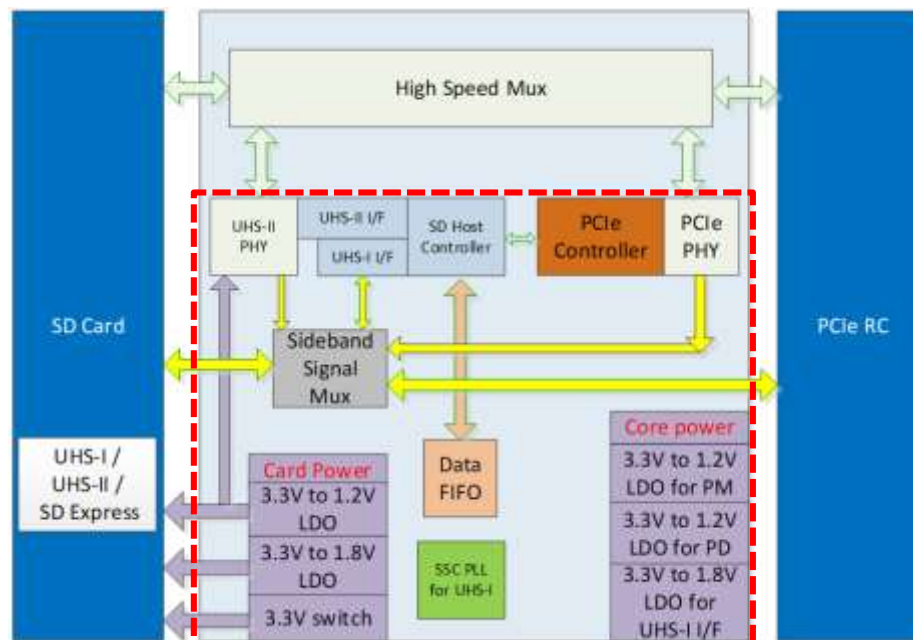 High Speed Mux
UHS-II
PHY
UHS-II I/F
UHS-I I/F
SD Host
Controller
PCIe
Controller
PCIe
PHY
SD Card
PCIe RC
Sideband
Signal
Mux
UHS-I /
UHS-II /
SD Express
Card Power
3.3V to 1.2V
LDO
3.3V to 1.8V
LDO
3.3V switch
Data
FIFO
SSC PLL
for UHS-I
Core power
3.3V to 1.2V
LDO for PM
3.3V to 1.2V
LDO for PD
3.3V to 1.8V
LDO for
UHS-I I/F